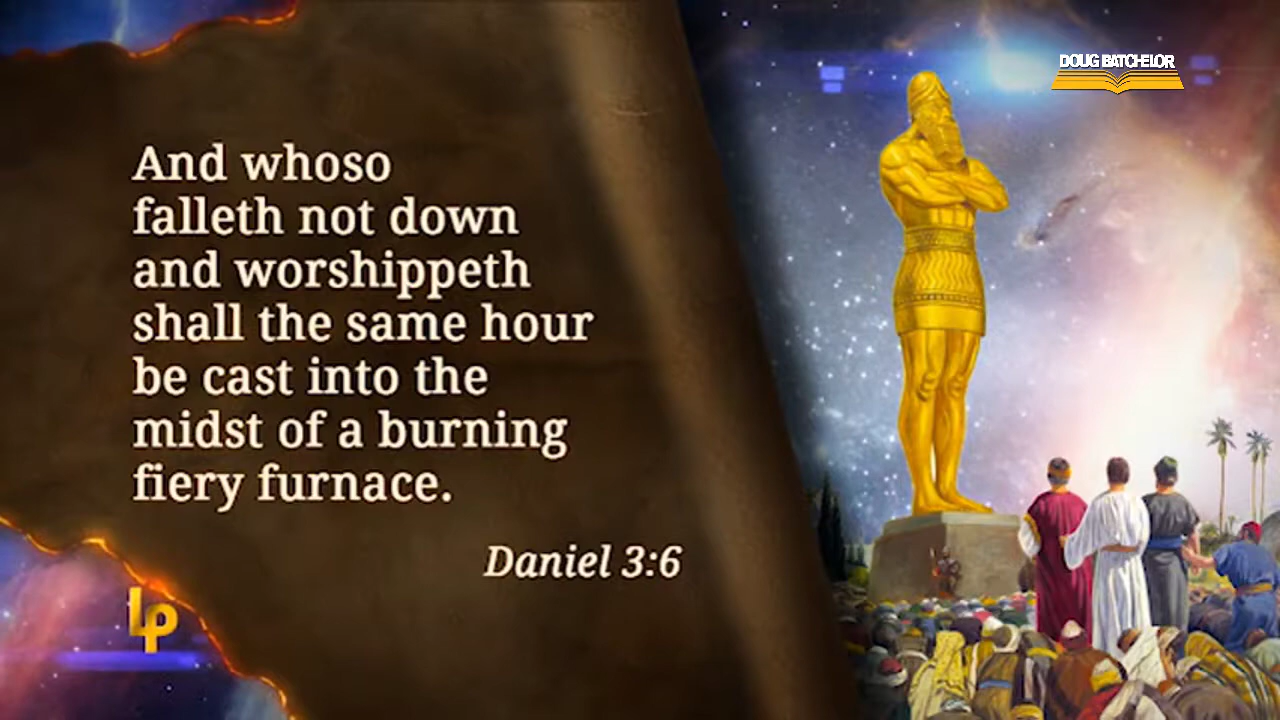 DOUG BATCHELOR
And whoso
falleth not down
and worshippeth
shall the same hour
be cast into the
midst of a burning
fiery furnace.
Daniel 3:6
Lp